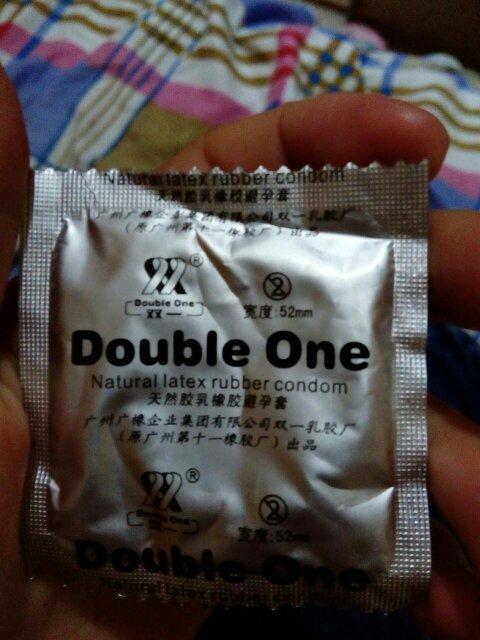 Natural latex rubber condom
天然胶乳橡胶避孕套
广州广橡企业集团有限公司双一乳胶厂
（原广州第十一橡胶厂）出品
®
Double One
双一
宽度:52mm
Double One
Natural latex rubber condom
天然胶乳橡胶避孕套
广州广橡企业集团有限公司双一乳胶厂
（原广州第十一橡胶厂）出品
®
Double One
双一
宽度:52mm
Double One
Natural latex rubber condom